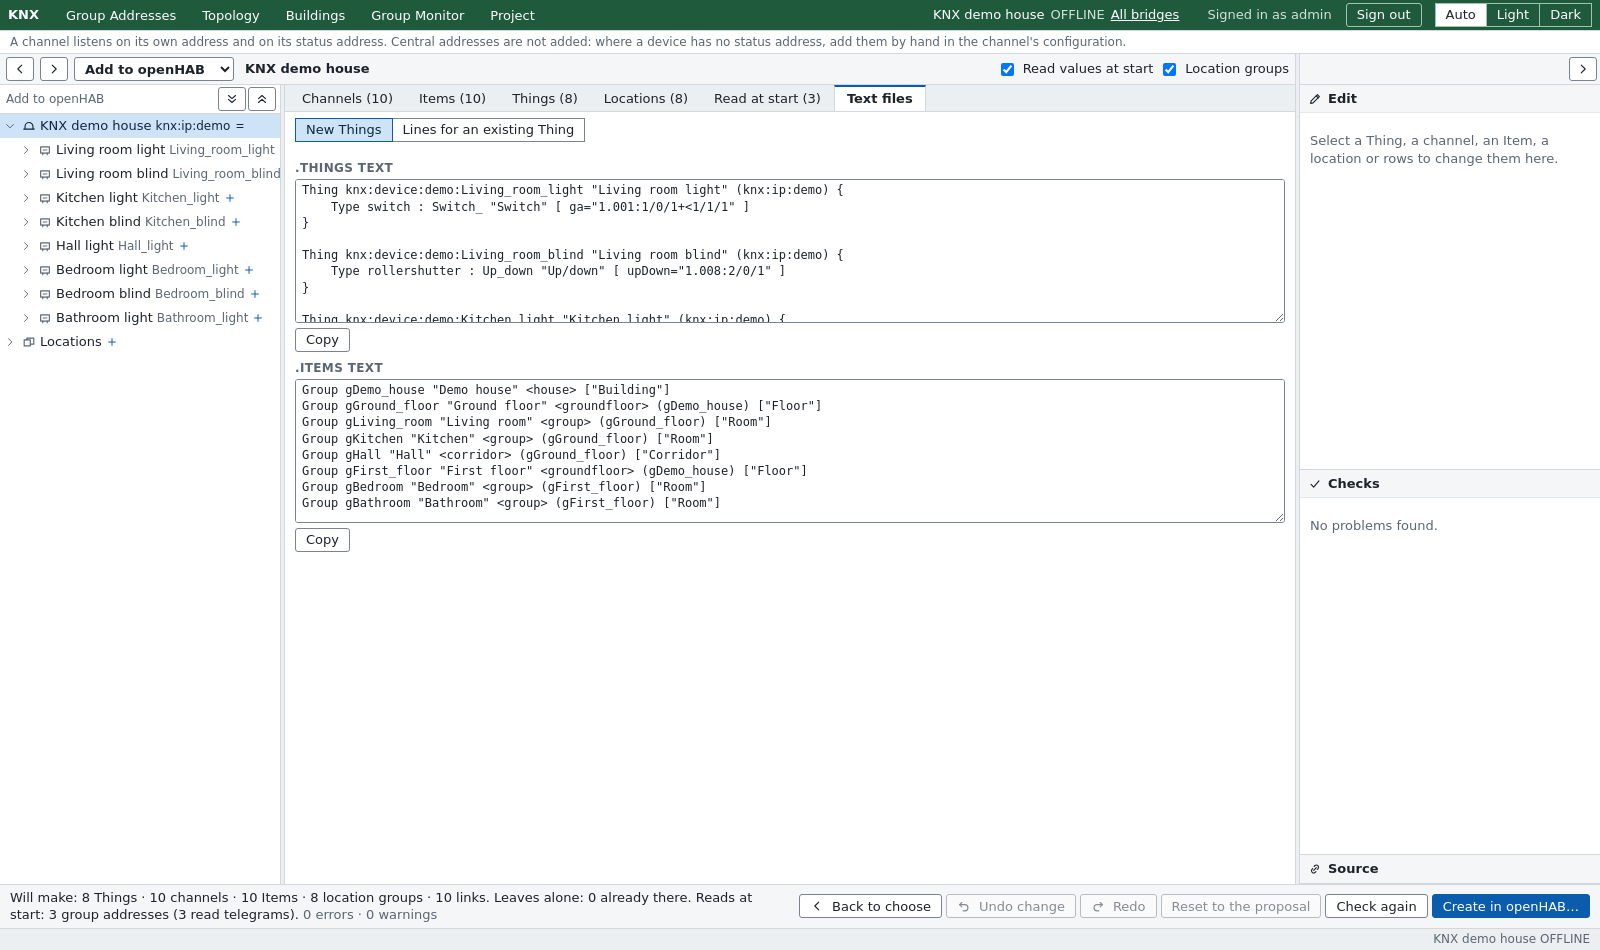 KNX Group Addresses Topology Buildings Group Monitor Project KNX demo house OFFLINE All bridges Signed in as admin Sign out Auto Light Dark
A channel listens on its own address and on its status address. Central addresses are not added: where a device has no status address, add them by hand in the channel's configuration.
Add to openHAB KNX demo house Read values at start Location groups
Add to openHAB
KNX demo house knx:ip:demo =
Living room light Living_room_light
Living room blind Living_room_blind
Kitchen light Kitchen_light +
Kitchen blind Kitchen_blind +
Hall light Hall_light +
Bedroom light Bedroom_light +
Bedroom blind Bedroom_blind +
Bathroom light Bathroom_light +
Locations +
Channels (10) Items (10) Things (8) Locations (8) Read at start (3) Text files
New Things Lines for an existing Thing
.THINGS TEXT
Thing knx:device:demo:Living_room_light "Living room light" (knx:ip:demo) {
    Type switch : Switch_ "Switch" [ ga="1.001:1/0/1+<1/1/1" ]
}
Thing knx:device:demo:Living_room_blind "Living room blind" (knx:ip:demo) {
    Type rollershutter : Up_down "Up/down" [ upDown="1.008:2/0/1" ]
}
Thing knx:device:demo:Kitchen_light "Kitchen light" (knx:ip:demo) {
Copy
.ITEMS TEXT
Group gDemo_house "Demo house" <house> ["Building"]
Group gGround_floor "Ground floor" <groundfloor> (gDemo_house) ["Floor"]
Group gLiving_room "Living room" <group> (gGround_floor) ["Room"]
Group gKitchen "Kitchen" <group> (gGround_floor) ["Room"]
Group gHall "Hall" <corridor> (gGround_floor) ["Corridor"]
Group gFirst_floor "First floor" <groundfloor> (gDemo_house) ["Floor"]
Group gBedroom "Bedroom" <group> (gFirst_floor) ["Room"]
Group gBathroom "Bathroom" <group> (gFirst_floor) ["Room"]
Copy
Edit
Select a Thing, a channel, an Item, a
location or rows to change them here.
Checks
No problems found.
Source
Will make: 8 Things · 10 channels · 10 Items · 8 location groups · 10 links. Leaves alone: 0 already there. Reads at
start: 3 group addresses (3 read telegrams). 0 errors · 0 warnings
Back to choose Undo change Redo Reset to the proposal Check again Create in openHAB...
KNX demo house OFFLINE